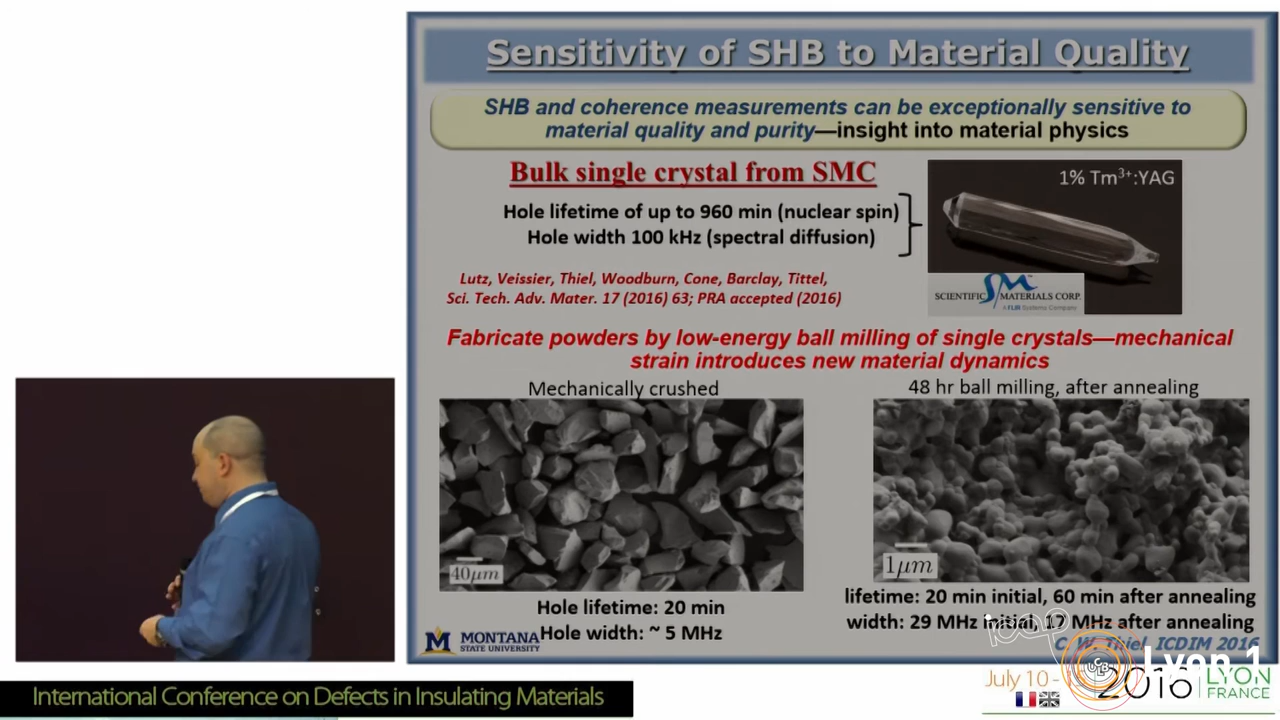 Sensitivity of SHB to Material Quality
SHB and coherence measurements can be exceptionally sensitive to
material quality and purity—insight into material physics
Bulk single crystal from SMC
Hole lifetime of up to 960 min (nuclear spin)
Hole width 100 kHz (spectral diffusion)
1% Tm³⁺:YAG
SCIENTIFIC MATERIALS CORP.
A FLIR Systems Company
Lutz, Veissier, Thiel, Woodburn, Cone, Barclay, Tittel,
Sci. Tech. Adv. Mater. 17 (2016) 63; PRA accepted (2016)
Fabricate powders by low-energy ball milling of single crystals—mechanical
strain introduces new material dynamics
Mechanically crushed
48 hr ball milling, after annealing
40μm
1μm
Hole lifetime: 20 min
Hole width: ~ 5 MHz
lifetime: 20 min initial, 60 min after annealing
width: 29 MHz initial, 17 MHz after annealing
M MONTANA
STATE UNIVERSITY
C.W. Thiel, ICDIM 2016
Lyon 1
UCBL
July 10 -
2016
LYON
FRANCE
International Conference on Defects in Insulating Materials